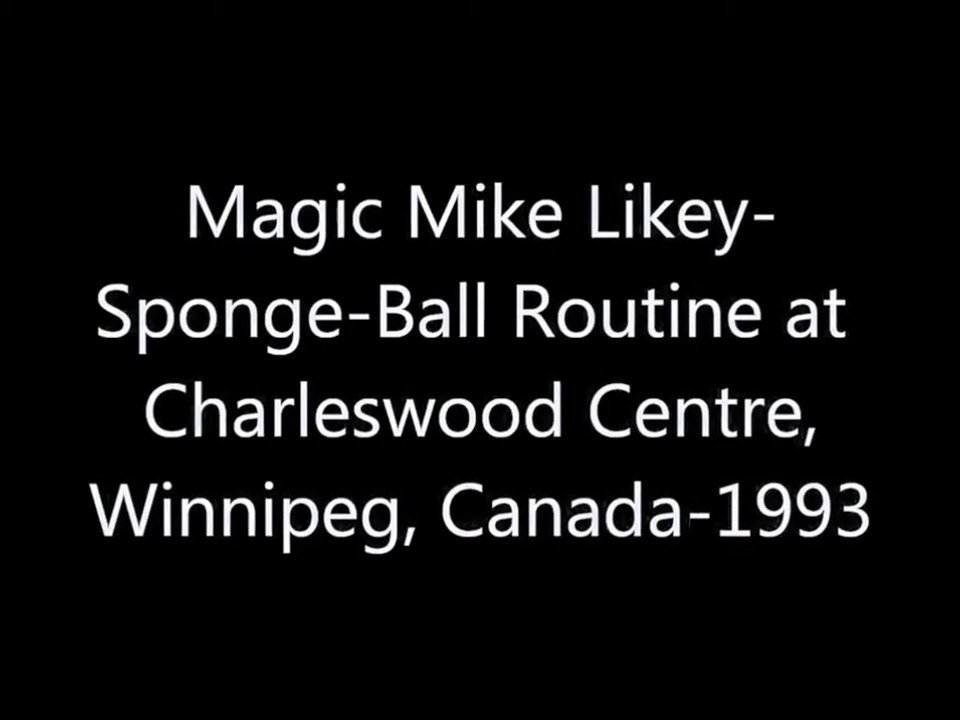 Magic Mike Likey-
Sponge-Ball Routine at
Charleswood Centre,
Winnipeg, Canada-1993